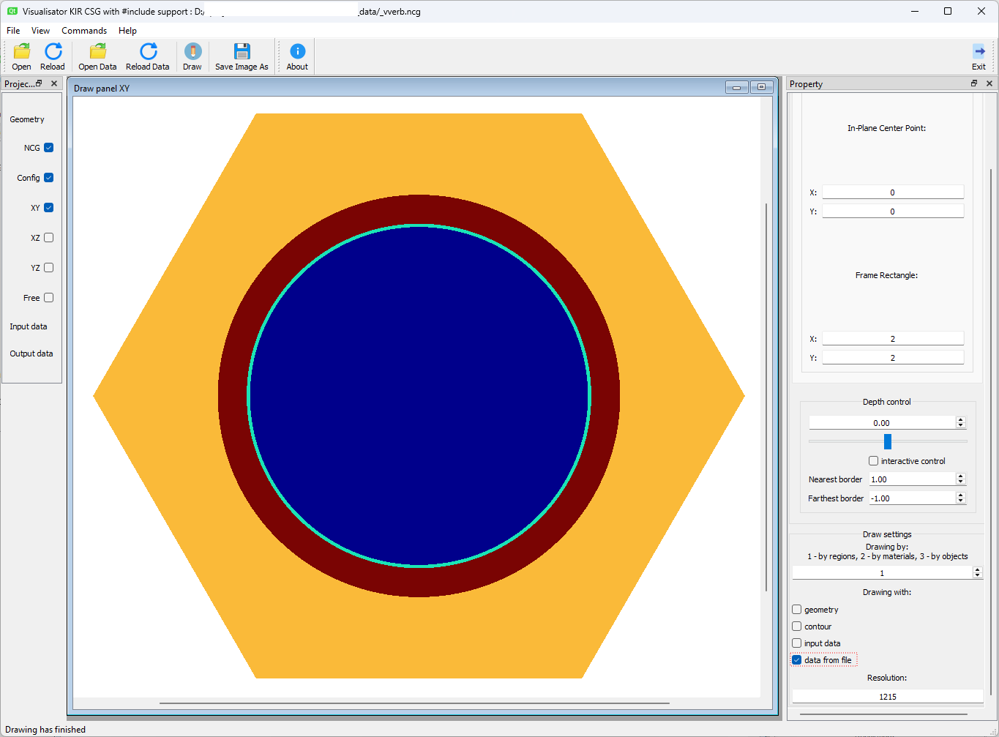 Visualisator KIR CSG with #include support : D:/ _data/_vverb.ncg
File View Commands Help
Open Reload Open Data Reload Data Draw Save Image As About Exit
Projec...
Geometry
NCG
Config
XY
XZ
YZ
Free
Input data
Output data
Draw panel XY
Property
In-Plane Center Point:
X: 0
Y: 0
Frame Rectangle:
X: 2
Y: 2
Depth control
0.00
interactive control
Nearest border 1.00
Farthest border -1.00
Draw settings
Drawing by:
1 - by regions, 2 - by materials, 3 - by objects
1
Drawing with:
geometry
contour
input data
data from file
Resolution:
1215
Drawing has finished